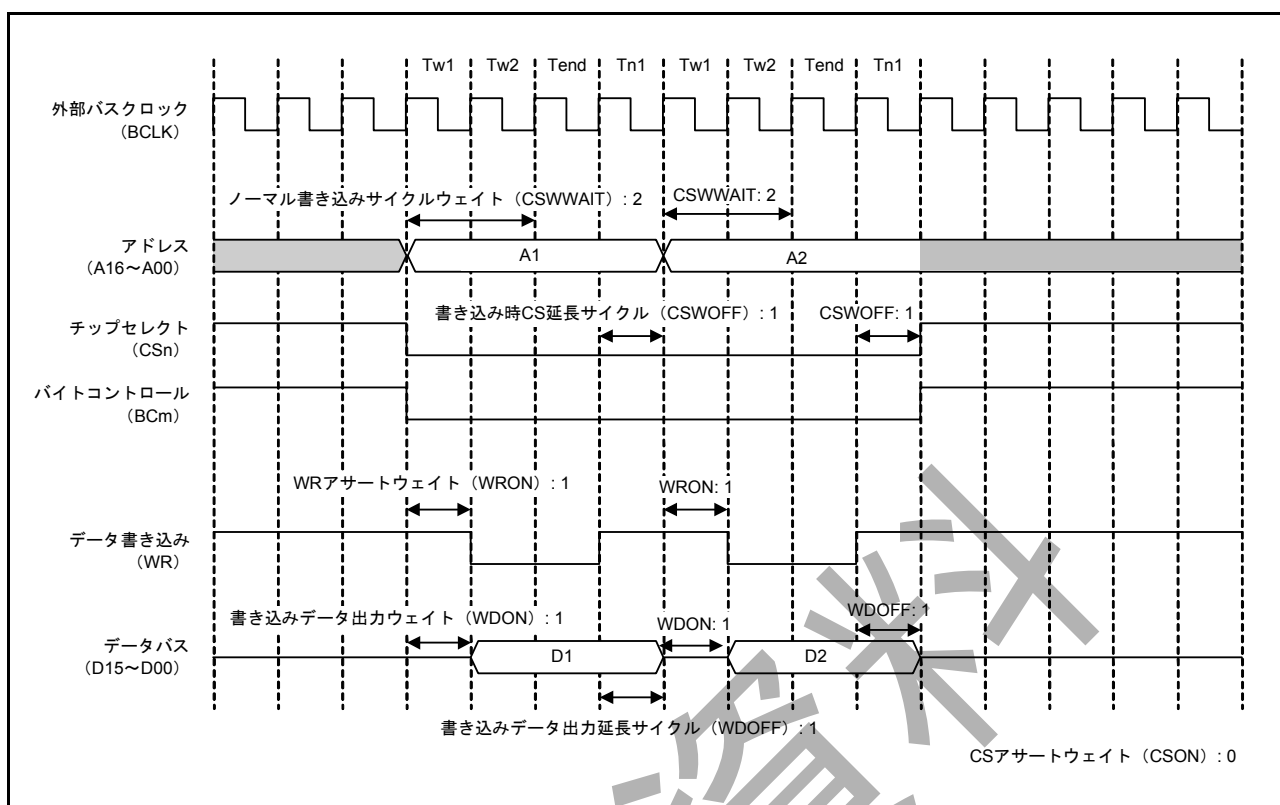 Tw1 Tw2 Tend Tn1 Tw1 Tw2 Tend Tn1
外部バスクロック
（BCLK）
ノーマル書き込みサイクルウェイト（CSWWAIT）: 2
CSWWAIT: 2
アドレス
（A16～A00）
A1
A2
書き込み時CS延長サイクル（CSWOFF）: 1
CSWOFF: 1
チップセレクト
（CSn）
バイトコントロール
（BCm）
WRアサートウェイト（WRON）: 1
WRON: 1
データ書き込み
（WR）
書き込みデータ出力ウェイト（WDON）: 1
WDON: 1
WDOFF: 1
データバス
（D15～D00）
D1
D2
書き込みデータ出力延長サイクル（WDOFF）: 1
CSアサートウェイト（CSON）: 0
資料